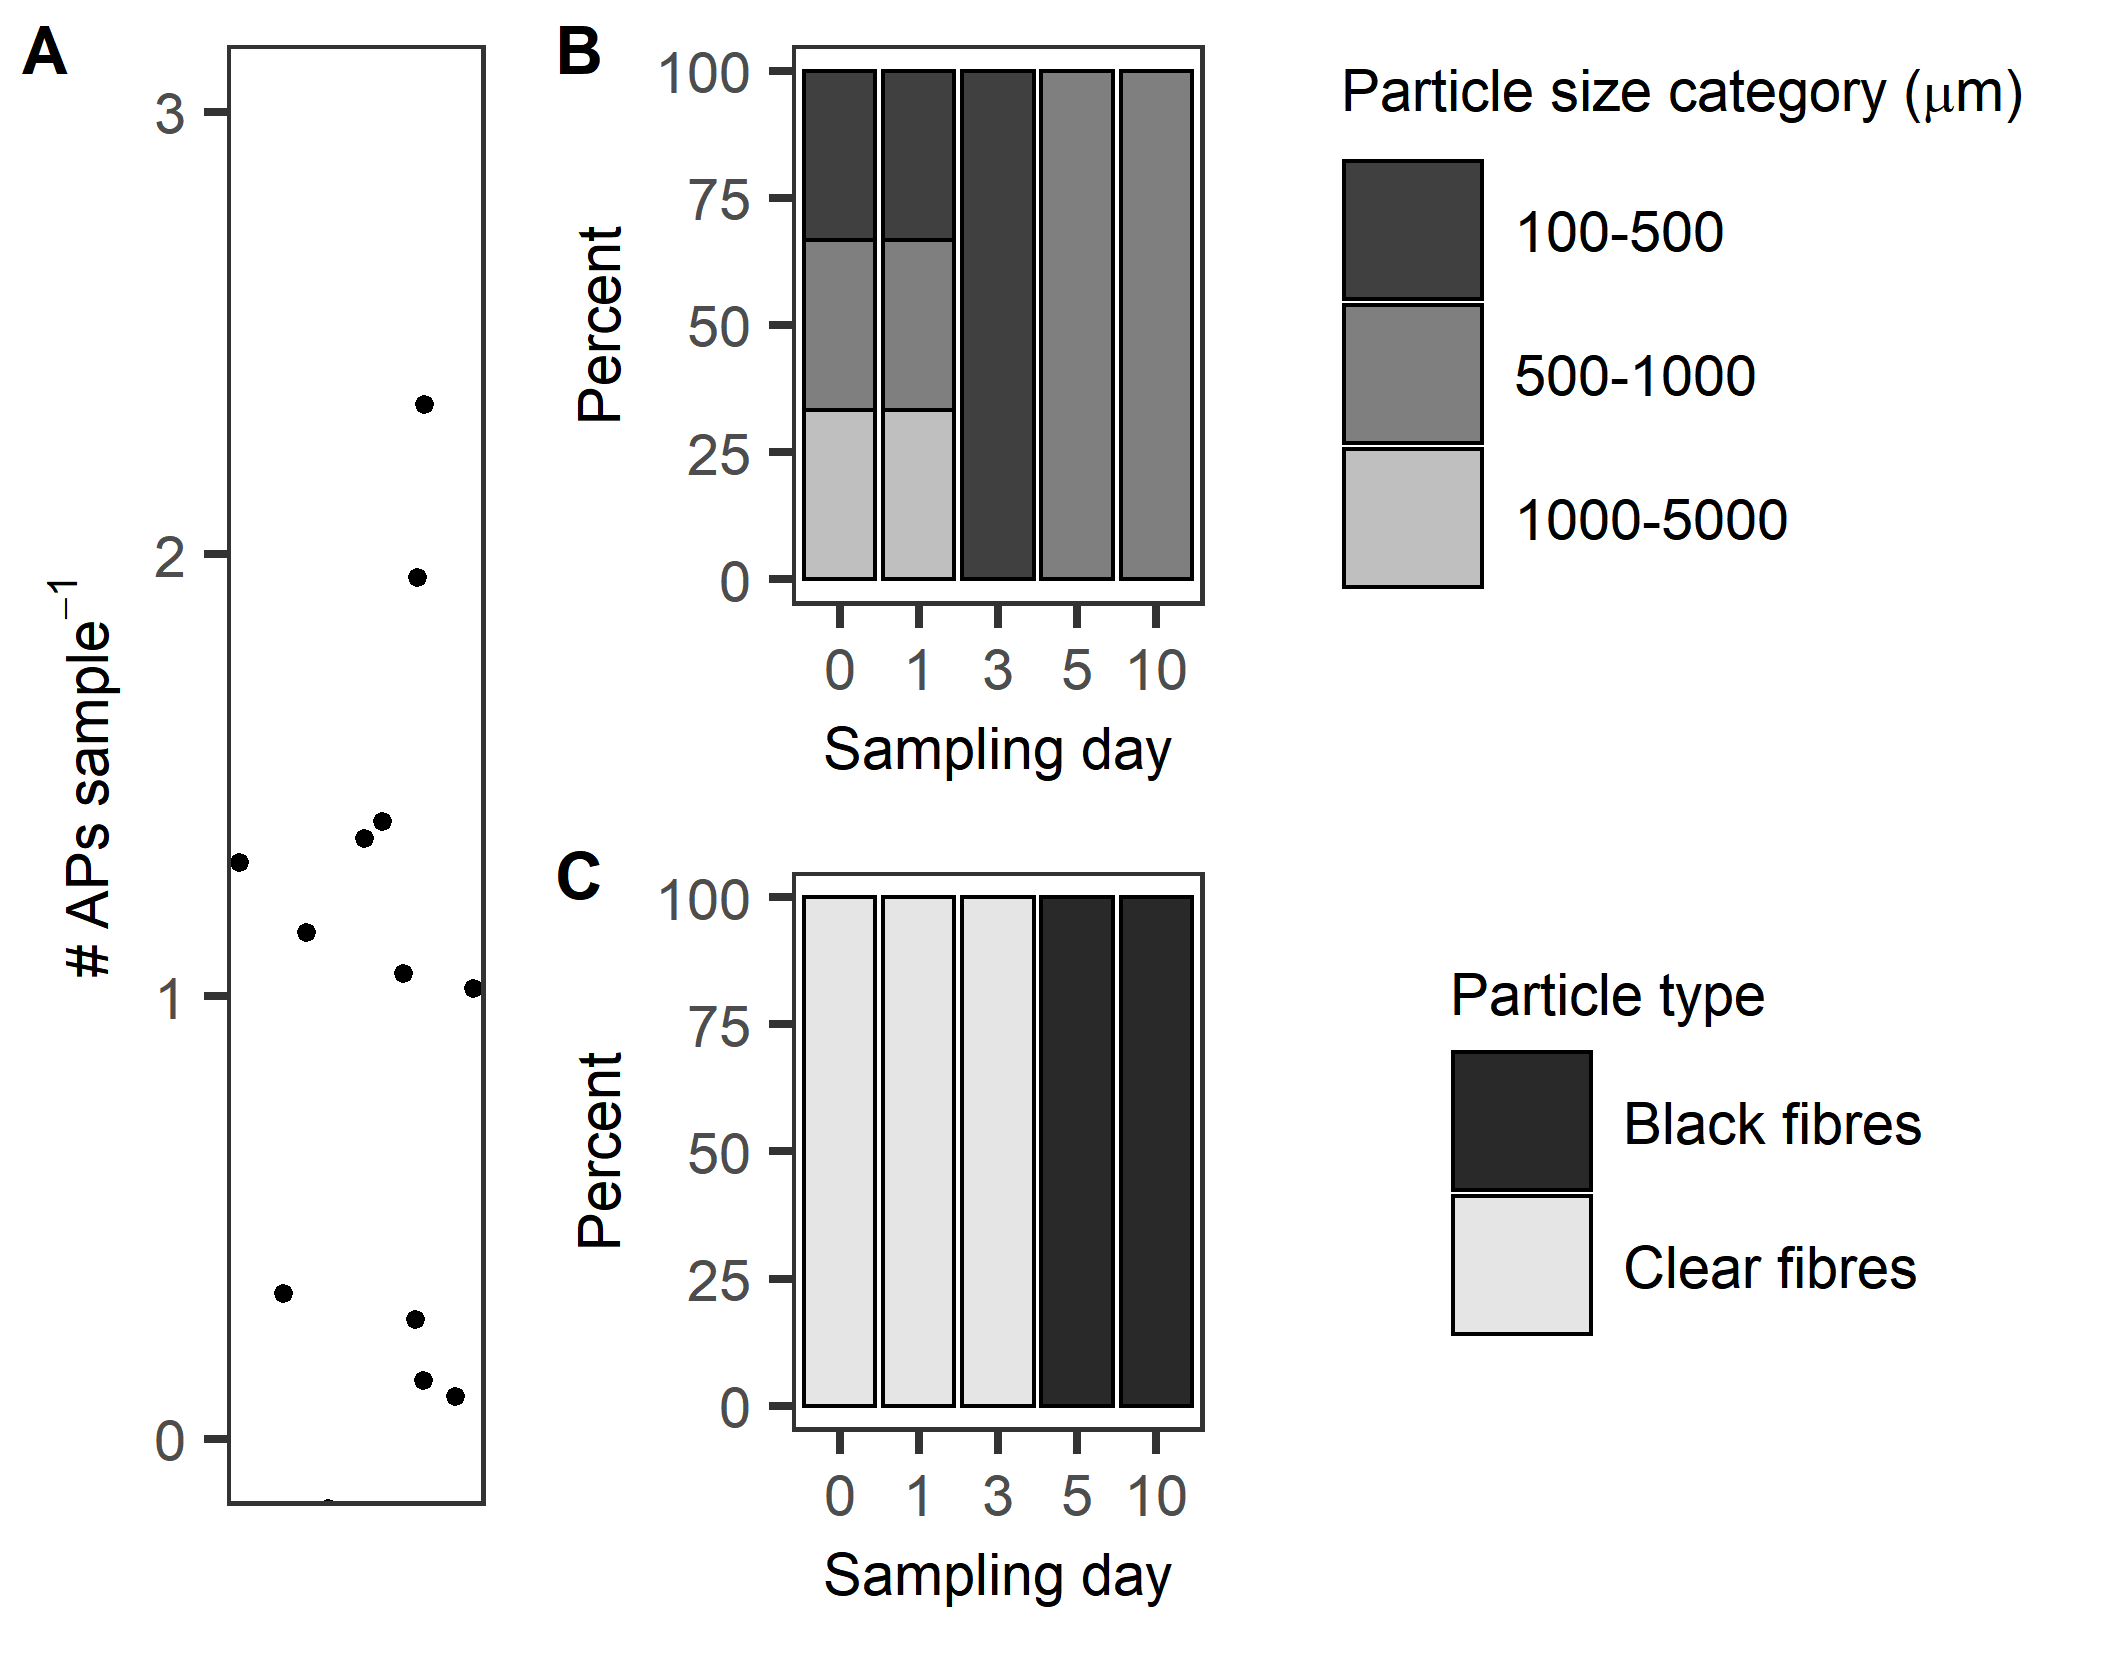 A
3
2
1
0
# APs sample⁻¹
B
100
75
50
25
0
Percent
0 1 3 5 10
Sampling day
Particle size category (μm)
100-500
500-1000
1000-5000
C
100
75
50
25
0
Percent
0 1 3 5 10
Sampling day
Particle type
Black fibres
Clear fibres